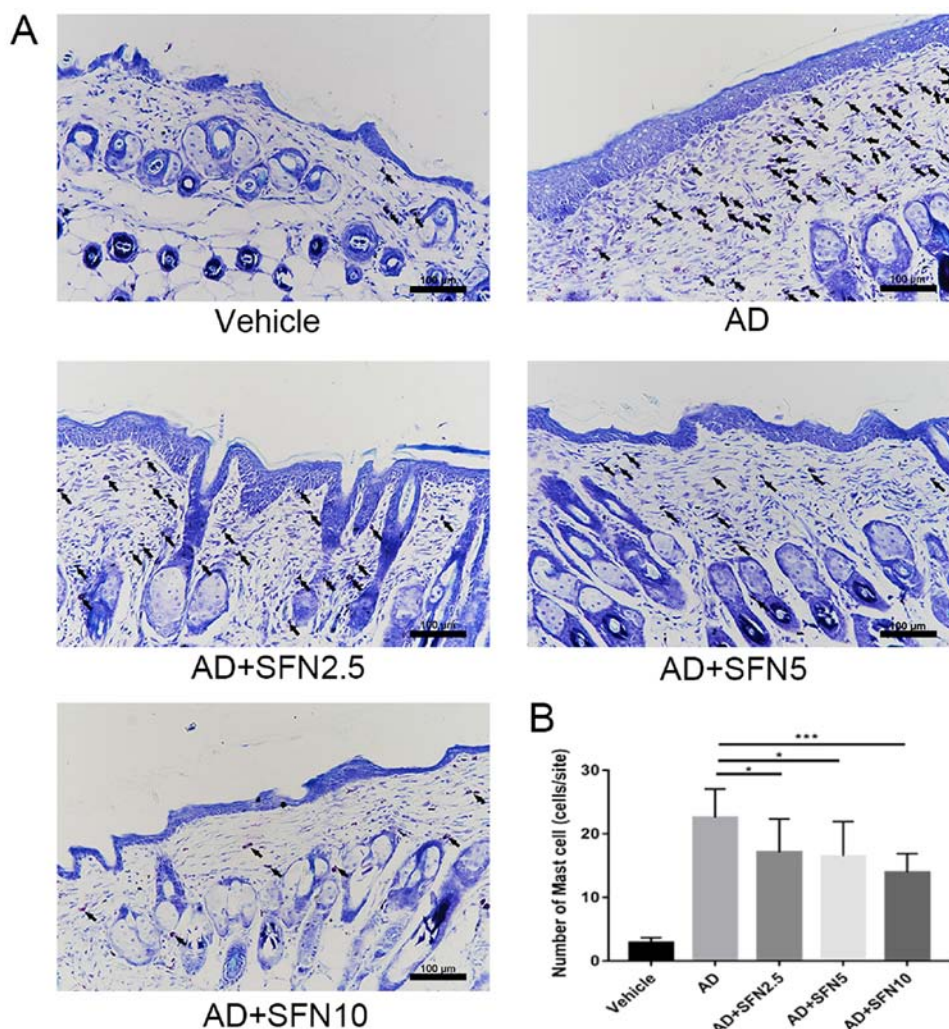 A
100 µm
100 µm
Vehicle
AD
100 µm
100 µm
AD+SFN2.5
AD+SFN5
100 µm
AD+SFN10
B
***
*
*
Number of Mast cell (cells/site)
30
20
10
0
Vehicle
AD
AD+SFN2.5
AD+SFN5
AD+SFN10